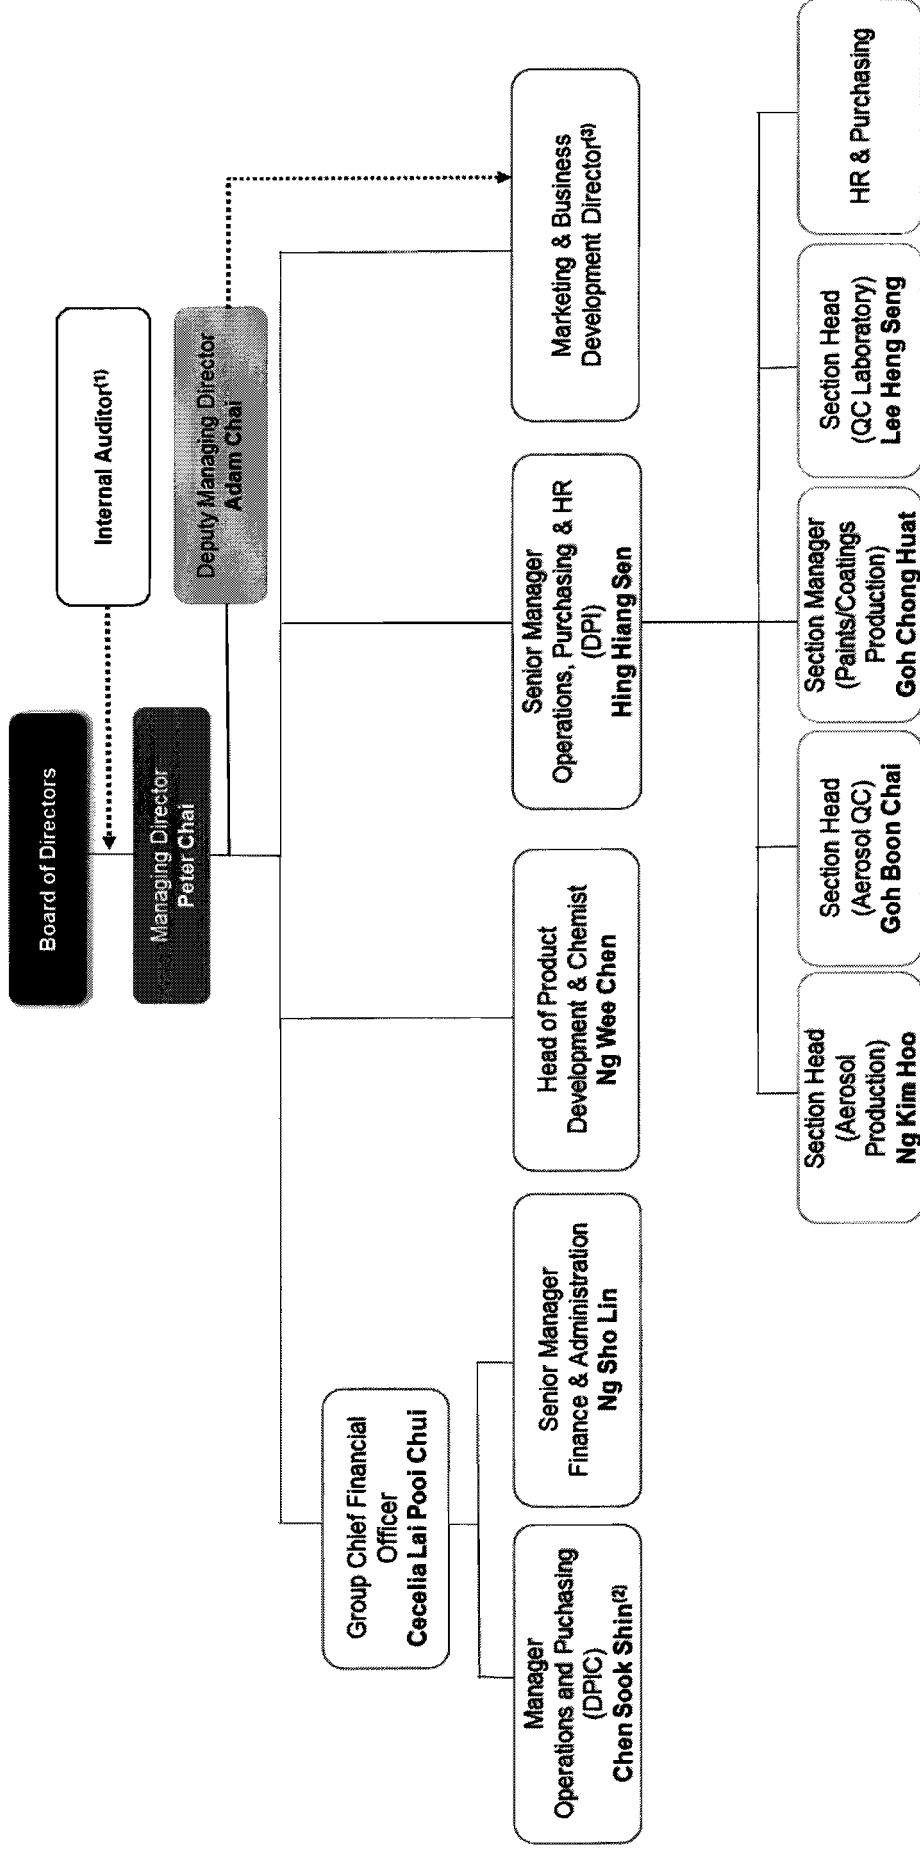 Board of Directors
Internal Auditor(1)
Managing Director
Peter Chai
Deputy Managing Director
Adam Chai
Group Chief Financial
Officer
Cecelia Lai Pooi Chui
Manager
Operations and Puchasing
(DPIC)
Chen Sook Shin(2)
Senior Manager
Finance & Administration
Ng Sho Lin
Head of Product
Development & Chemist
Ng Wee Chen
Senior Manager
Operations, Purchasing & HR
(DPI)
Hing Hiang Sen
Marketing & Business
Development Director(3)
Section Head
(Aerosol
Production)
Ng Kim Hoo
Section Head
(Aerosol QC)
Goh Boon Chai
Section Manager
(Paints/Coatings
Production)
Goh Chong Huat
Section Head
(QC Laboratory)
Lee Heng Seng
HR & Purchasing